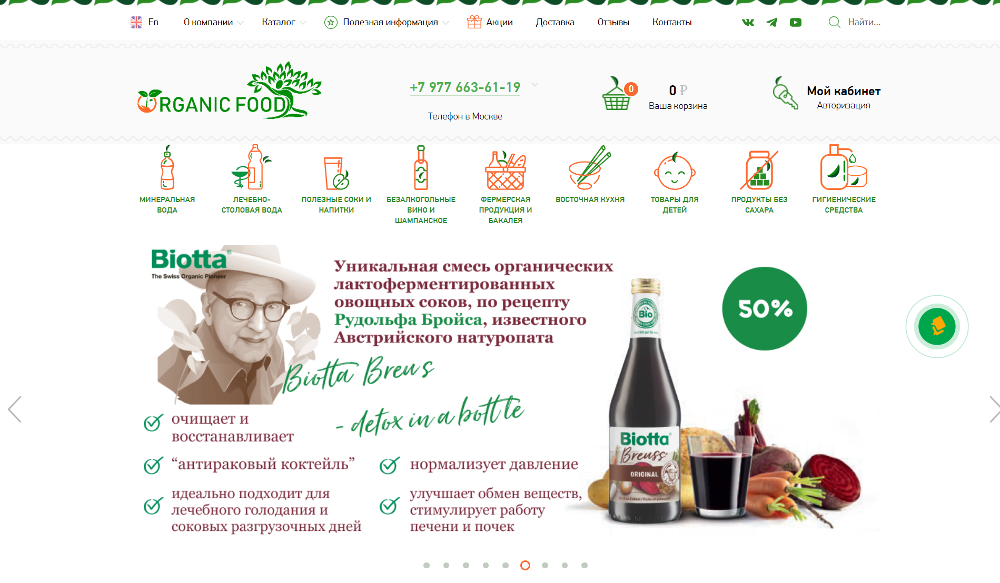 En
О компании
Каталог
Полезная информация
Акции
Доставка
Отзывы
Контакты
Найти...
ORGANIC FOOD
+7 977 663-61-19
Телефон в Москве
0
0 ₽
Ваша корзина
Мой кабинет
Авторизация
МИНЕРАЛЬНАЯ
ВОДА
ЛЕЧЕБНО-
СТОЛОВАЯ ВОДА
ПОЛЕЗНЫЕ СОКИ И
НАПИТКИ
БЕЗАЛКОГОЛЬНЫЕ
ВИНО И
ШАМПАНСКОЕ
ФЕРМЕРСКАЯ
ПРОДУКЦИЯ И
БАКАЛЕЯ
ВОСТОЧНАЯ КУХНЯ
ТОВАРЫ ДЛЯ
ДЕТЕЙ
ПРОДУКТЫ БЕЗ
САХАРА
ГИГИЕНИЧЕСКИЕ
СРЕДСТВА
Biotta®
The Swiss Organic Pioneer
Уникальная смесь органических
лактоферментированных
овощных соков, по рецепту
Рудольфа Бройса, известного
Австрийского натуропата
Biotta Breus
- detox in a bottle
50%
очищает и
восстанавливает
“антираковый коктейль”
идеально подходит для
лечебного голодания и
соковых разгрузочных дней
нормализует давление
улучшает обмен веществ,
стимулирует работу
печени и почек
Bio
Biotta
Breuss
ORIGINAL